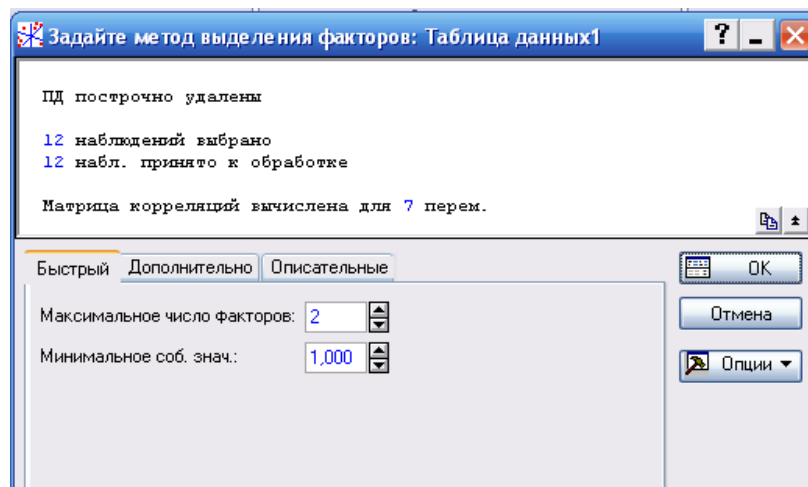 Задайте метод выделения факторов: Таблица данных1
ПД построчно удалены
12 наблюдений выбрано
12 набл. принято к обработке
Матрица корреляций вычислена для 7 перем.
Быстрый Дополнительно Описательные
Максимальное число факторов: 2
Минимальное соб. знач.: 1,000
OK
Отмена
Опции